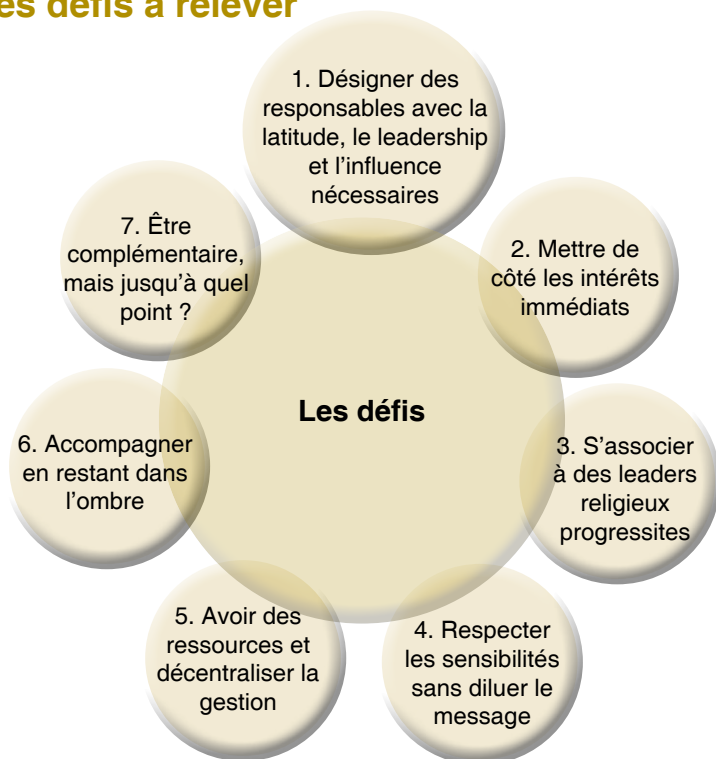 es défis à relever
1. Désigner des
responsables avec la
latitude, le leadership
et l'influence
nécessaires
2. Mettre de
côté les intérêts
immédiats
3. S'associer
à des leaders
religieux
progressites
4. Respecter
les sensibilités
sans diluer le
message
5. Avoir des
ressources et
décentraliser la
gestion
6. Accompagner
en restant dans
l'ombre
7. Être
complémentaire,
mais jusqu'à quel
point ?
Les défis